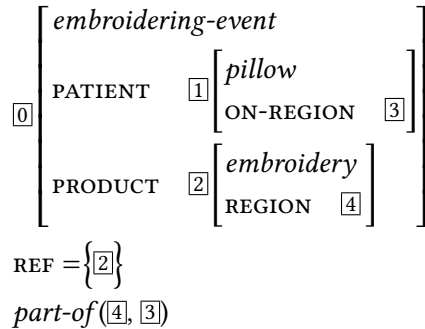 embroidering-event
PATIENT 1 pillow
ON-REGION 3
0
PRODUCT 2 embroidery
REGION 4
REF = {2}
part-of(4, 3)